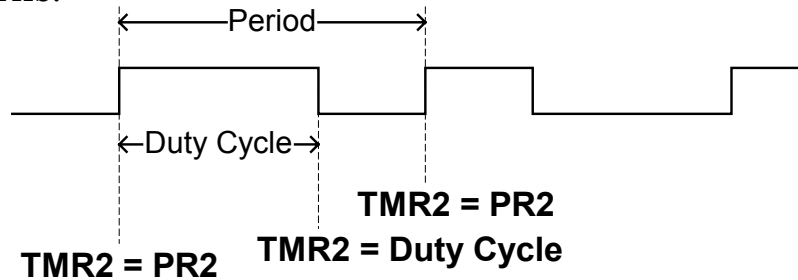 Period
Duty Cycle
TMR2 = PR2
TMR2 = Duty Cycle
TMR2 = PR2